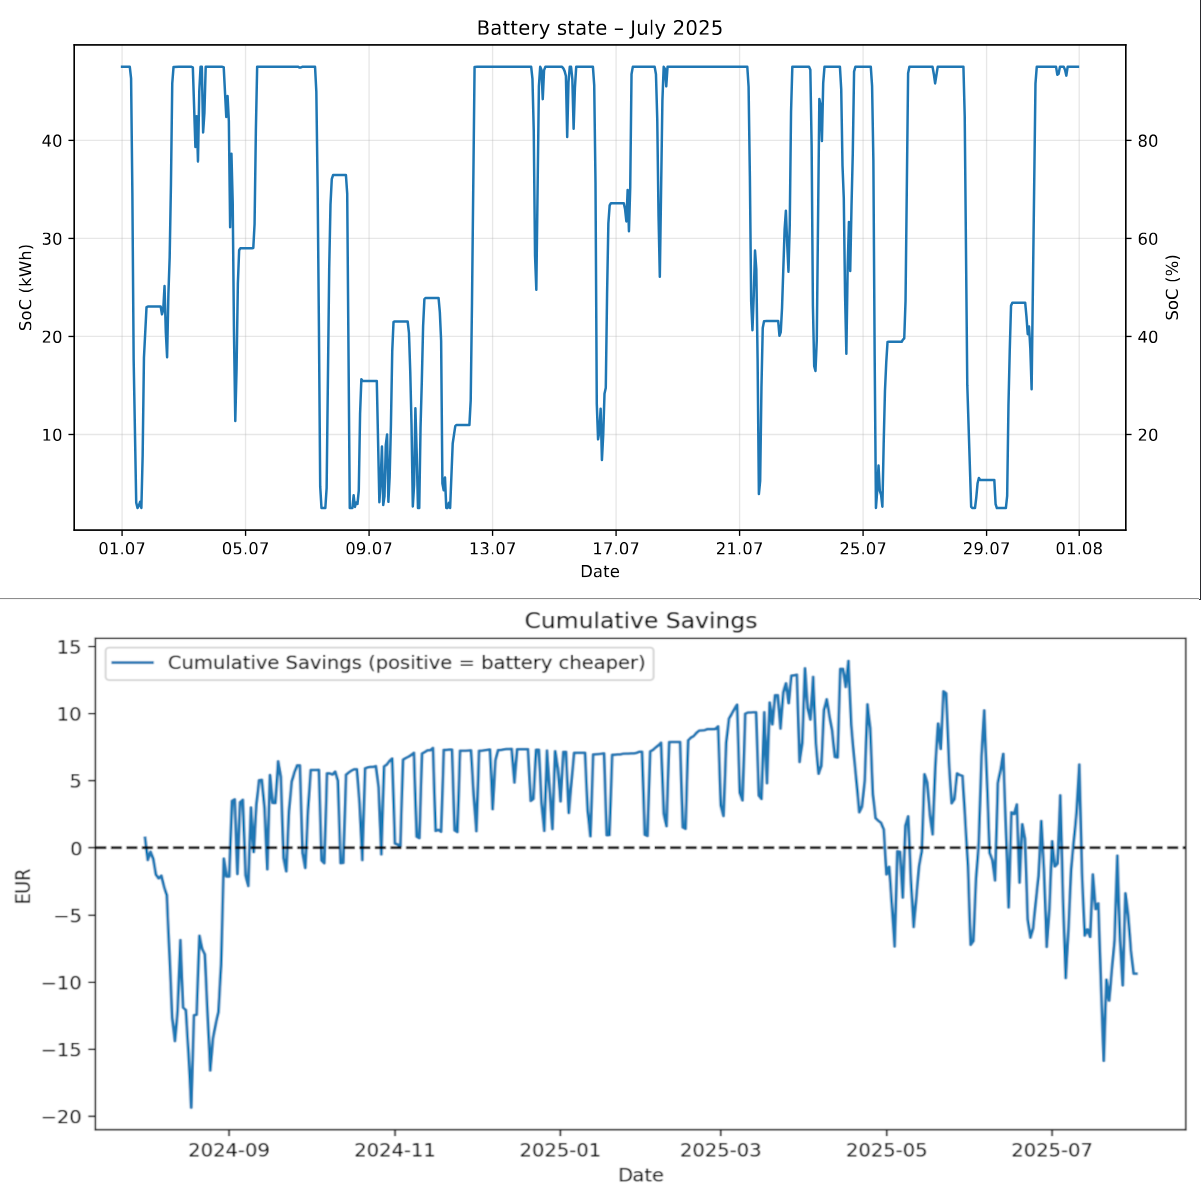 Battery state – July 2025
40
30
20
10
80
60
40
20
SoC (kWh)
SoC (%)
01.07 05.07 09.07 13.07 17.07 21.07 25.07 29.07 01.08
Date
Cumulative Savings
Cumulative Savings (positive = battery cheaper)
15
10
5
0
−5
−10
−15
−20
EUR
2024-09 2024-11 2025-01 2025-03 2025-05 2025-07
Date